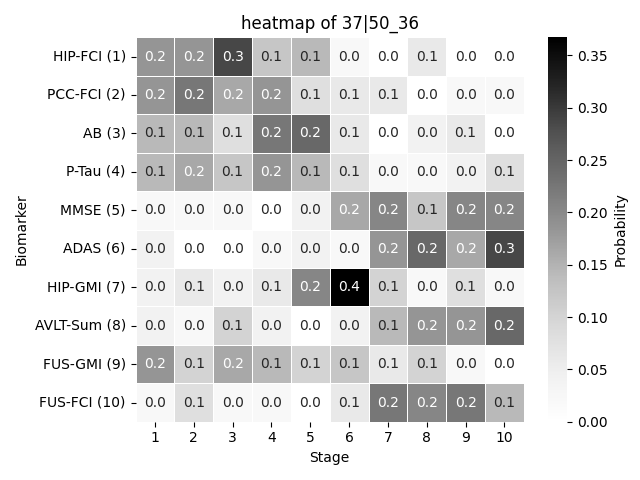 heatmap of 37|50_36
HIP-FCI (1) 0.2 0.2 0.3 0.1 0.1 0.0 0.0 0.1 0.0 0.0
PCC-FCI (2) 0.2 0.2 0.2 0.2 0.1 0.1 0.1 0.0 0.0 0.0
AB (3) 0.1 0.1 0.1 0.2 0.2 0.1 0.0 0.0 0.1 0.0
P-Tau (4) 0.1 0.2 0.1 0.2 0.1 0.1 0.0 0.0 0.0 0.1
MMSE (5) 0.0 0.0 0.0 0.0 0.0 0.2 0.2 0.1 0.2 0.2
ADAS (6) 0.0 0.0 0.0 0.0 0.0 0.0 0.2 0.2 0.2 0.3
HIP-GMI (7) 0.0 0.1 0.0 0.1 0.2 0.4 0.1 0.0 0.1 0.0
AVLT-Sum (8) 0.0 0.0 0.1 0.0 0.0 0.0 0.1 0.2 0.2 0.2
FUS-GMI (9) 0.2 0.1 0.2 0.1 0.1 0.1 0.1 0.1 0.0 0.0
FUS-FCI (10) 0.0 0.1 0.0 0.0 0.0 0.1 0.2 0.2 0.2 0.1
1 2 3 4 5 6 7 8 9 10
Stage
Biomarker
0.35
0.30
0.25
0.20
0.15
0.10
0.05
0.00
Probability